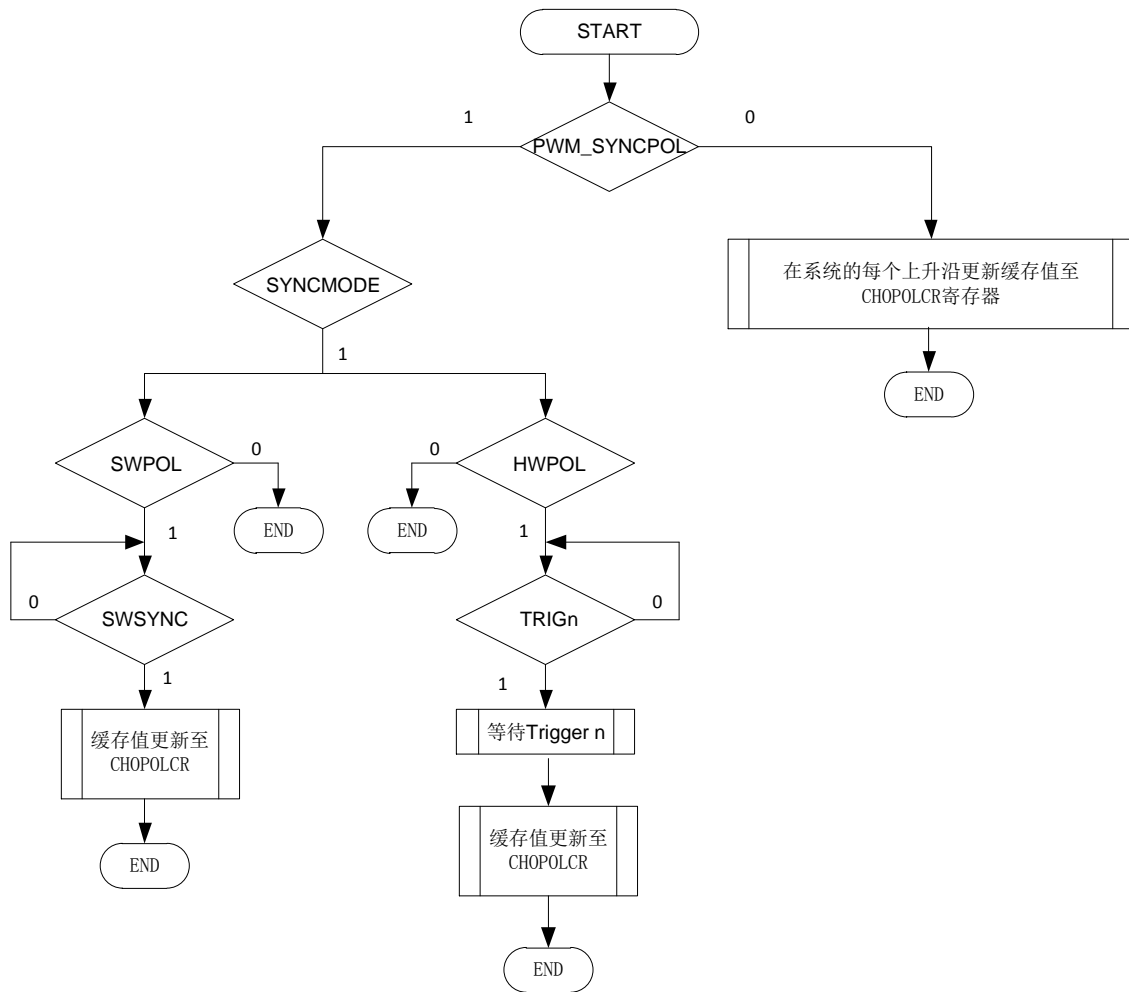 START
1
0
PWM_SYNCPOL
SYNCMODE
在系统的每个上升沿更新缓存值至
CHOPOLCR寄存器
1
END
SWPOL
0
0
HWPOL
END
END
1
1
0
SWSYNC
TRIGn
0
1
1
缓存值更新至
CHOPOLCR
等待Trigger n
缓存值更新至
CHOPOLCR
END
END